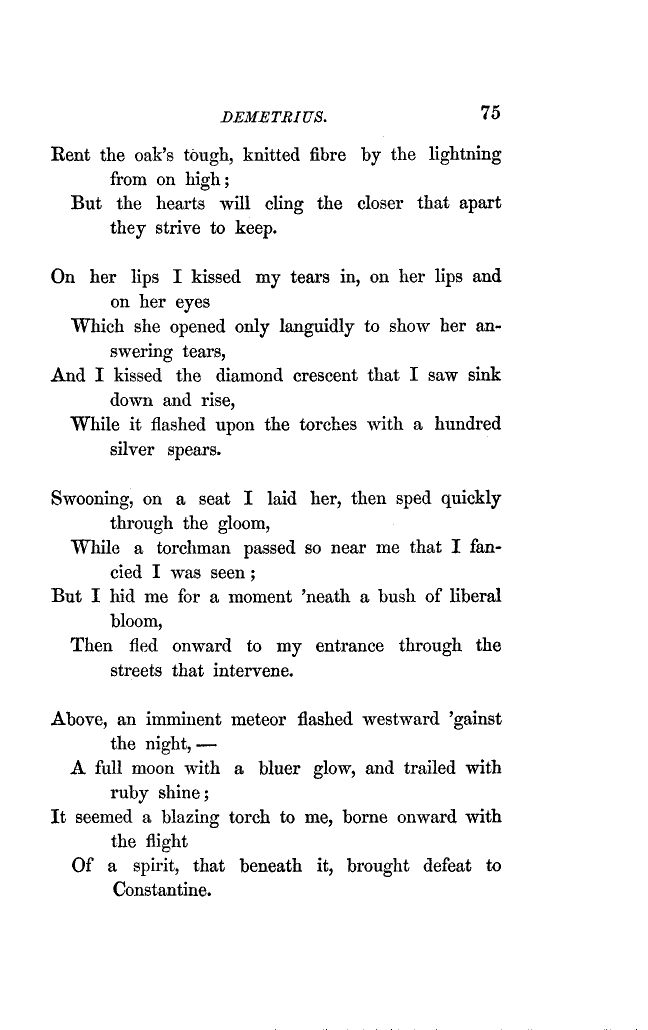 DEMETRIUS. 75
Rent the oak's tough, knitted fibre by the lightning
from on high;
But the hearts will cling the closer that apart
they strive to keep.
On her lips I kissed my tears in, on her lips and
on her eyes
Which she opened only languidly to show her an-
swering tears,
And I kissed the diamond crescent that I saw sink
down and rise,
While it flashed upon the torches with a hundred
silver spears.
Swooning, on a seat I laid her, then sped quickly
through the gloom,
While a torchman passed so near me that I fan-
cied I was seen;
But I hid me for a moment 'neath a bush of liberal
bloom,
Then fled onward to my entrance through the
streets that intervene.
Above, an imminent meteor flashed westward 'gainst
the night, —
A full moon with a bluer glow, and trailed with
ruby shine;
It seemed a blazing torch to me, borne onward with
the flight
Of a spirit, that beneath it, brought defeat to
Constantine.